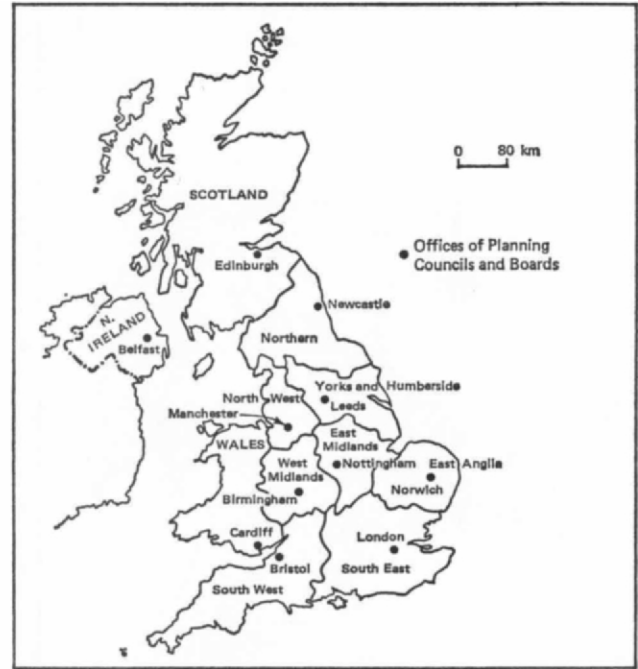 0 80 km
SCOTLAND
Offices of Planning
Councils and Boards
Edinburgh
Newcastle
N.
IRELAND
Belfast
Northern
North West
Yorks and Humberside
Leeds
Manchester
East
Midlands
WALES
West
Midlands
Nottingham
East Anglia
Norwich
Birmingham
Cardiff
London
Bristol
South East
South West